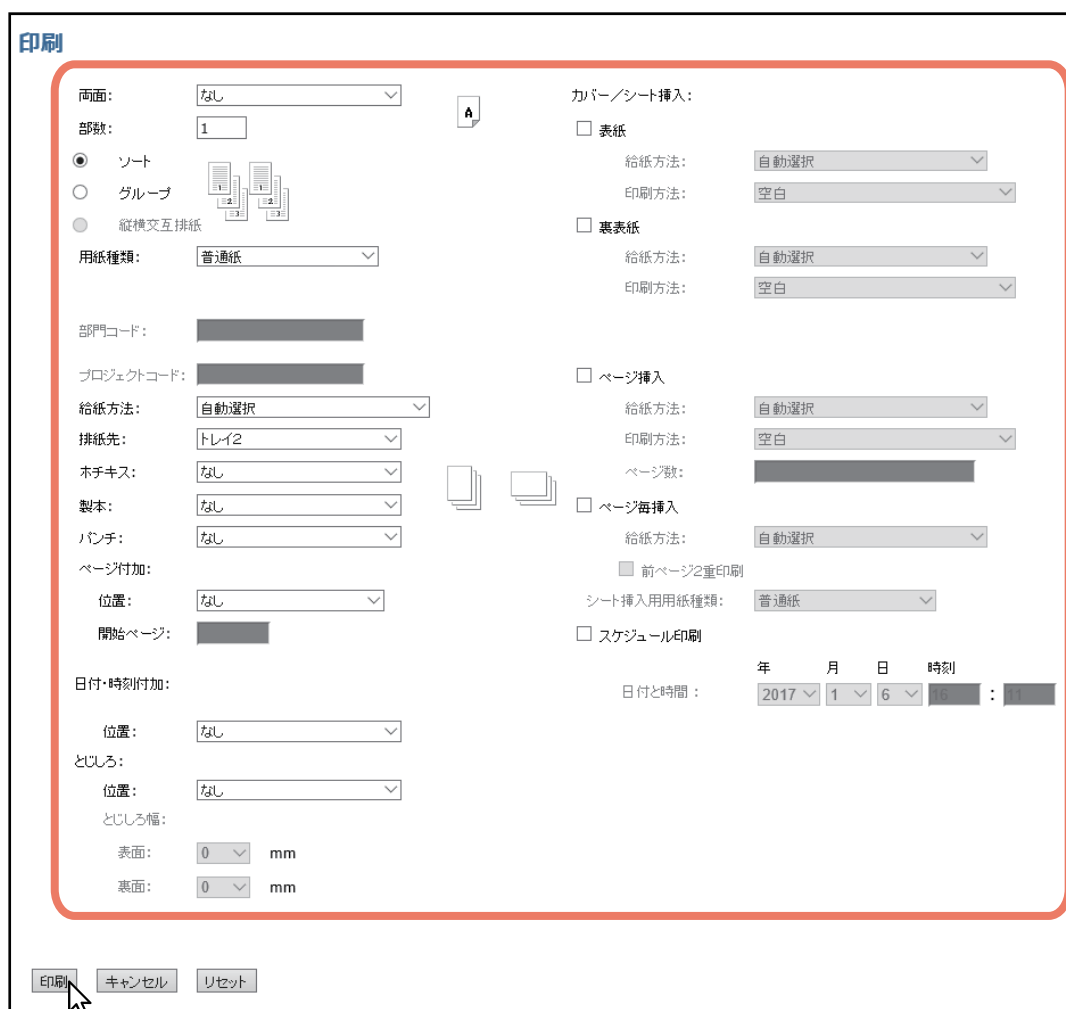 印刷
両面: なし
A
部数: 1
ソート
グループ
1 1
2 2
3 3
縦横交互排紙
用紙種類: 普通紙
部門コード:
プロジェクトコード:
給紙方法: 自動選択
排紙先: トレイ2
ホチキス: なし
製本: なし
パンチ: なし
ページ付加:
位置: なし
開始ページ:
日付・時刻付加:
位置: なし
とじしろ:
位置: なし
とじしろ幅:
表面: 0 mm
裏面: 0 mm
カバー／シート挿入:
表紙
給紙方法: 自動選択
印刷方法: 空白
裏表紙
給紙方法: 自動選択
印刷方法: 空白
ページ挿入
給紙方法: 自動選択
印刷方法: 空白
ページ数:
ページ毎挿入
給紙方法: 自動選択
前ページ2重印刷
シート挿入用用紙種類: 普通紙
スケジュール印刷
年 月 日 時刻
日付と時間 : 2017 1 6 16 : 11
印刷 キャンセル リセット